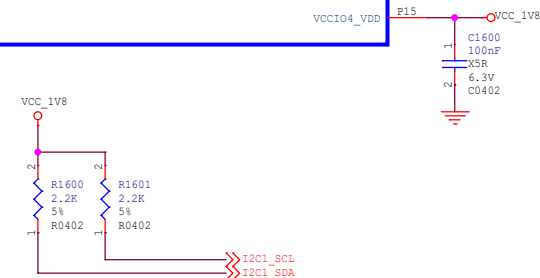 VCCIO4_VDD
P15
VCC_1V8
1
C1600
100nF
X5R
6.3V
C0402
2
VCC_1V8
2
R1600
2.2K
5%
R0402
1
2
R1601
2.2K
5%
R0402
1
I2C1_SCL
I2C1_SDA